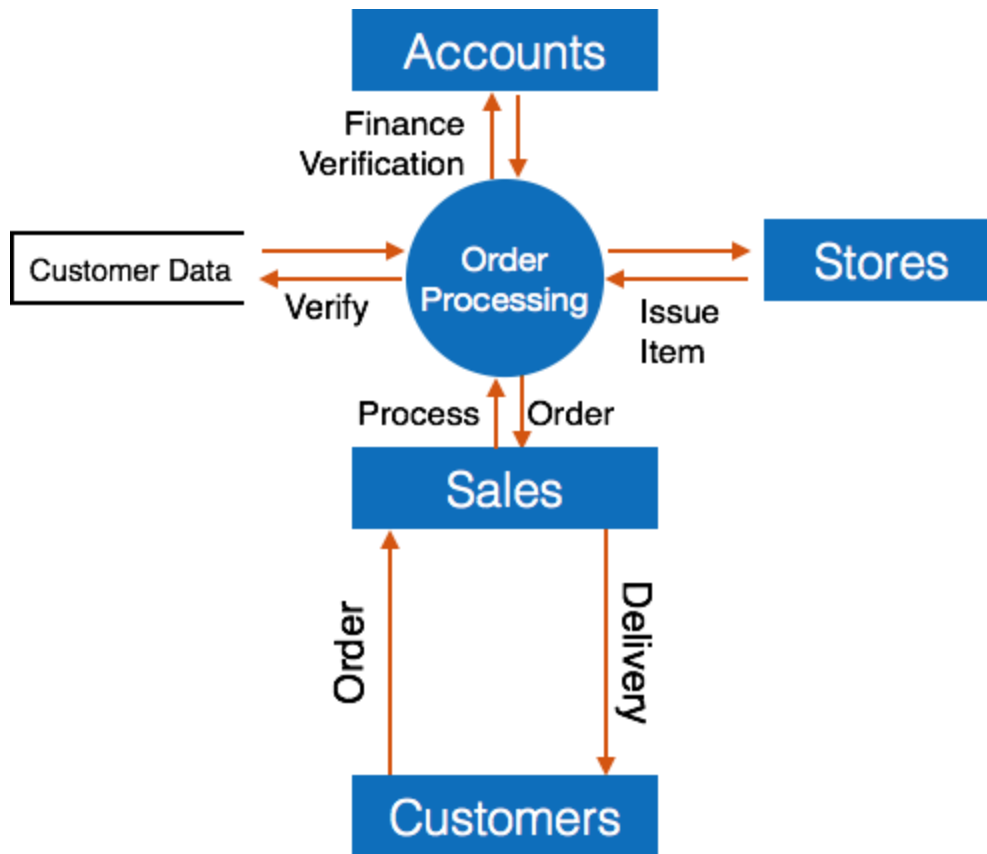 Accounts
Finance
Verification
Customer Data
Verify
Order
Processing
Stores
Issue
Item
Process
Order
Sales
Order
Delivery
Customers